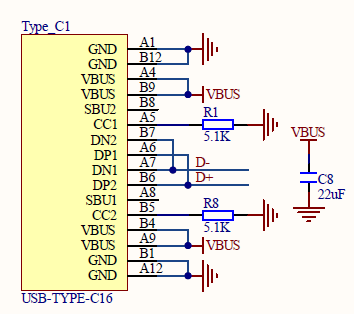 Type_C1
GND A1
GND B12
VBUS A4
VBUS B9 VBUS
SBU2 B8
R1
CC1 A5
5.1K
DN2 B7
DP1 A6
DN1 A7 D-
DP2 B6 D+
SBU1 A8
R8
CC2 B5
5.1K
VBUS B4
VBUS A9 VBUS
GND B1
GND A12
USB-TYPE-C16
VBUS
C8
22uF